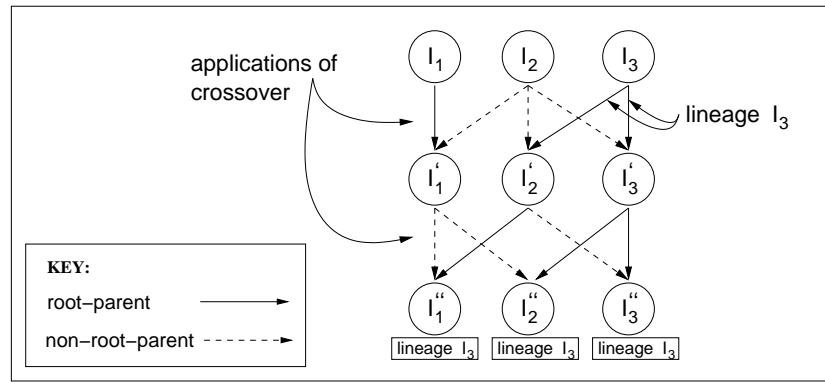 applications of
crossover
I1
I2
I3
lineage I3
I‘1
I‘2
I‘3
KEY:
root−parent
non−root−parent
I“1
I“2
I“3
lineage I3
lineage I3
lineage I3